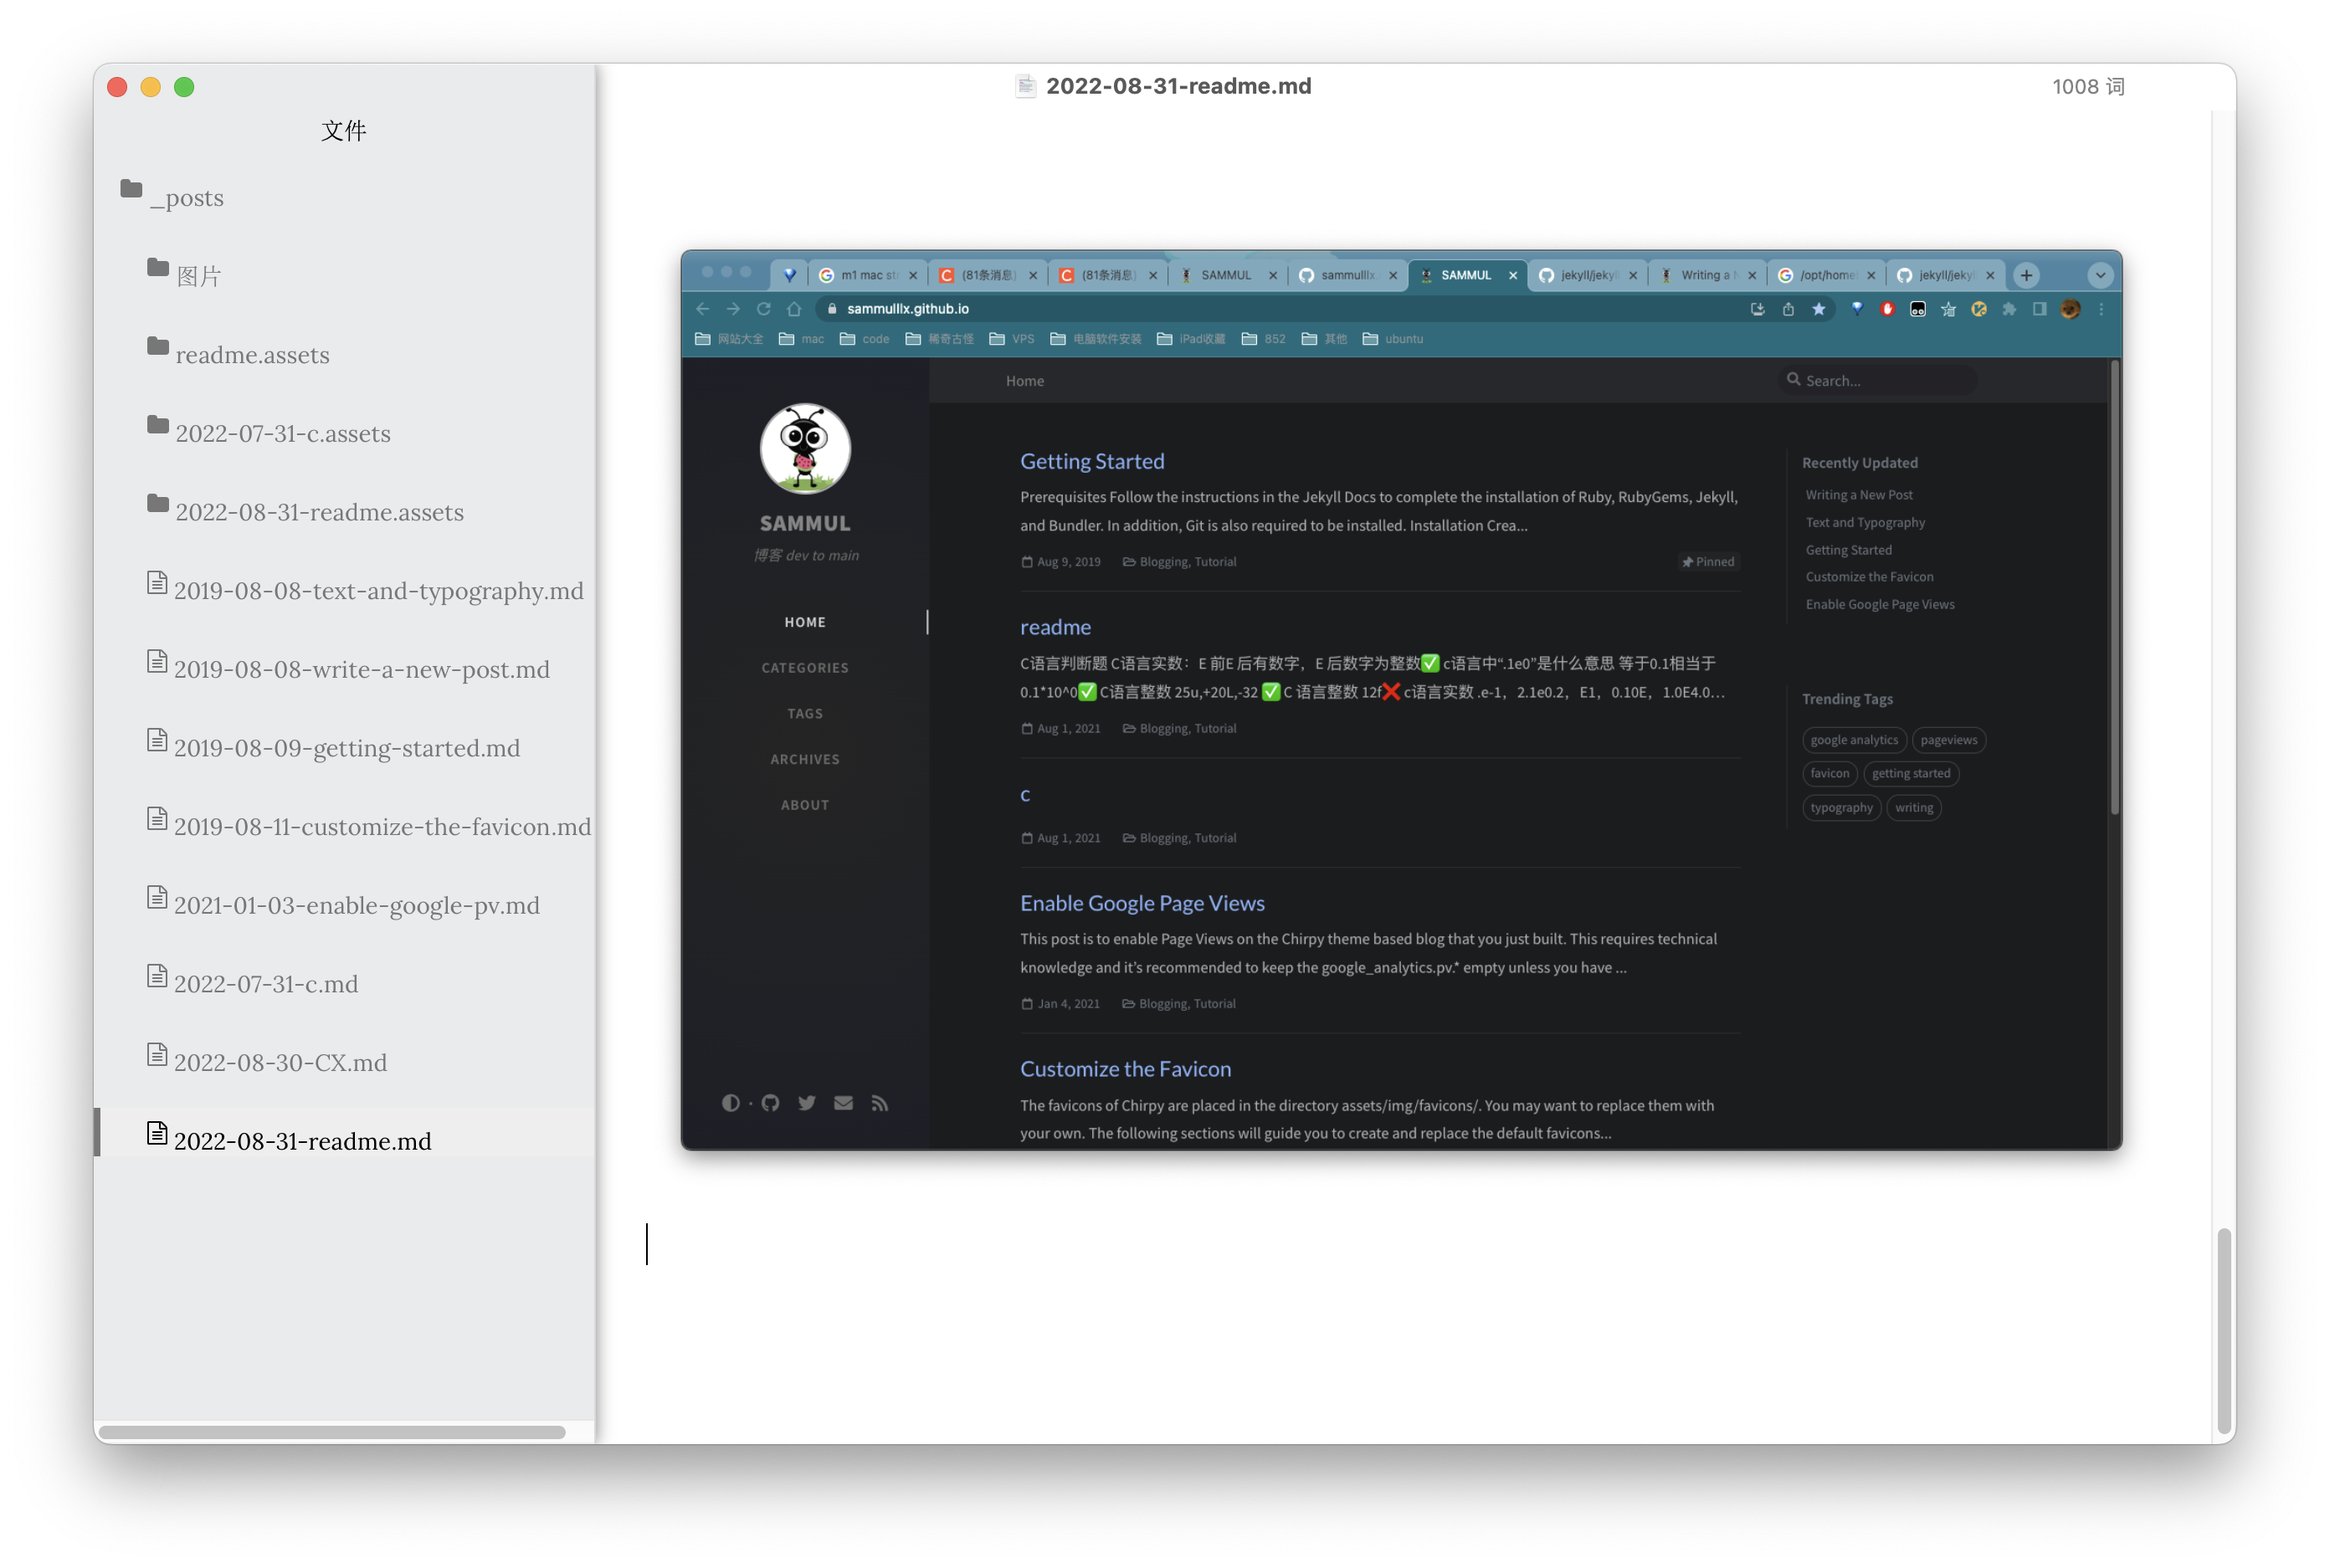 2022-08-31-readme.md
1008 词
文件
_posts
图片
readme.assets
2022-07-31-c.assets
2022-08-31-readme.assets
2019-08-08-text-and-typography.md
2019-08-08-write-a-new-post.md
2019-08-09-getting-started.md
2019-08-11-customize-the-favicon.md
2021-01-03-enable-google-pv.md
2022-07-31-c.md
2022-08-30-CX.md
2022-08-31-readme.md
m1 mac str
(81条消息)
(81条消息)
SAMMUL
sammulllx.
SAMMUL
jekyll/jekyl
Writing a N
/opt/home
jekyll/jekyl
sammulllx.github.io
网站大全
mac
code
稀奇古怪
VPS
电脑软件安装
iPad收藏
852
其他
ubuntu
SAMMUL
博客 dev to main
HOME
CATEGORIES
TAGS
ARCHIVES
ABOUT
Home
Search...
Getting Started
Prerequisites Follow the instructions in the Jekyll Docs to complete the installation of Ruby, RubyGems, Jekyll,
and Bundler. In addition, Git is also required to be installed. Installation Crea...
Aug 9, 2019 Blogging, Tutorial
Pinned
readme
C语言判断题 C语言实数：E 前E 后有数字，E 后数字为整数✅ c语言中“.1e0”是什么意思 等于0.1相当于
0.1*10^0✅ C语言整数 25u,+20L,-32 ✅ C 语言整数 12f❌ c语言实数 .e-1，2.1e0.2，E1，0.10E，1.0E4.0…
Aug 1, 2021 Blogging, Tutorial
c
Aug 1, 2021 Blogging, Tutorial
Enable Google Page Views
This post is to enable Page Views on the Chirpy theme based blog that you just built. This requires technical
knowledge and it’s recommended to keep the google_analytics.pv.* empty unless you have ...
Jan 4, 2021 Blogging, Tutorial
Customize the Favicon
The favicons of Chirpy are placed in the directory assets/img/favicons/. You may want to replace them with
your own. The following sections will guide you to create and replace the default favicons...
Recently Updated
Writing a New Post
Text and Typography
Getting Started
Customize the Favicon
Enable Google Page Views
Trending Tags
google analytics
pageviews
favicon
getting started
typography
writing